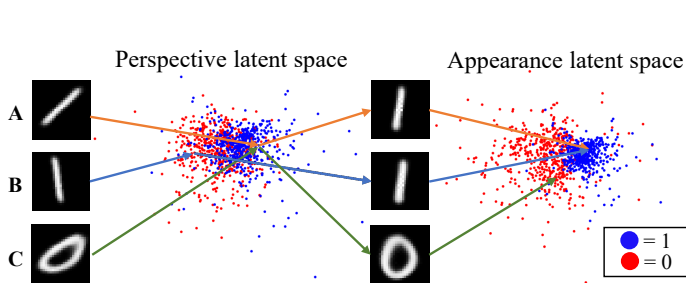 Perspective latent space
Appearance latent space
A
B
C
= 1
= 0